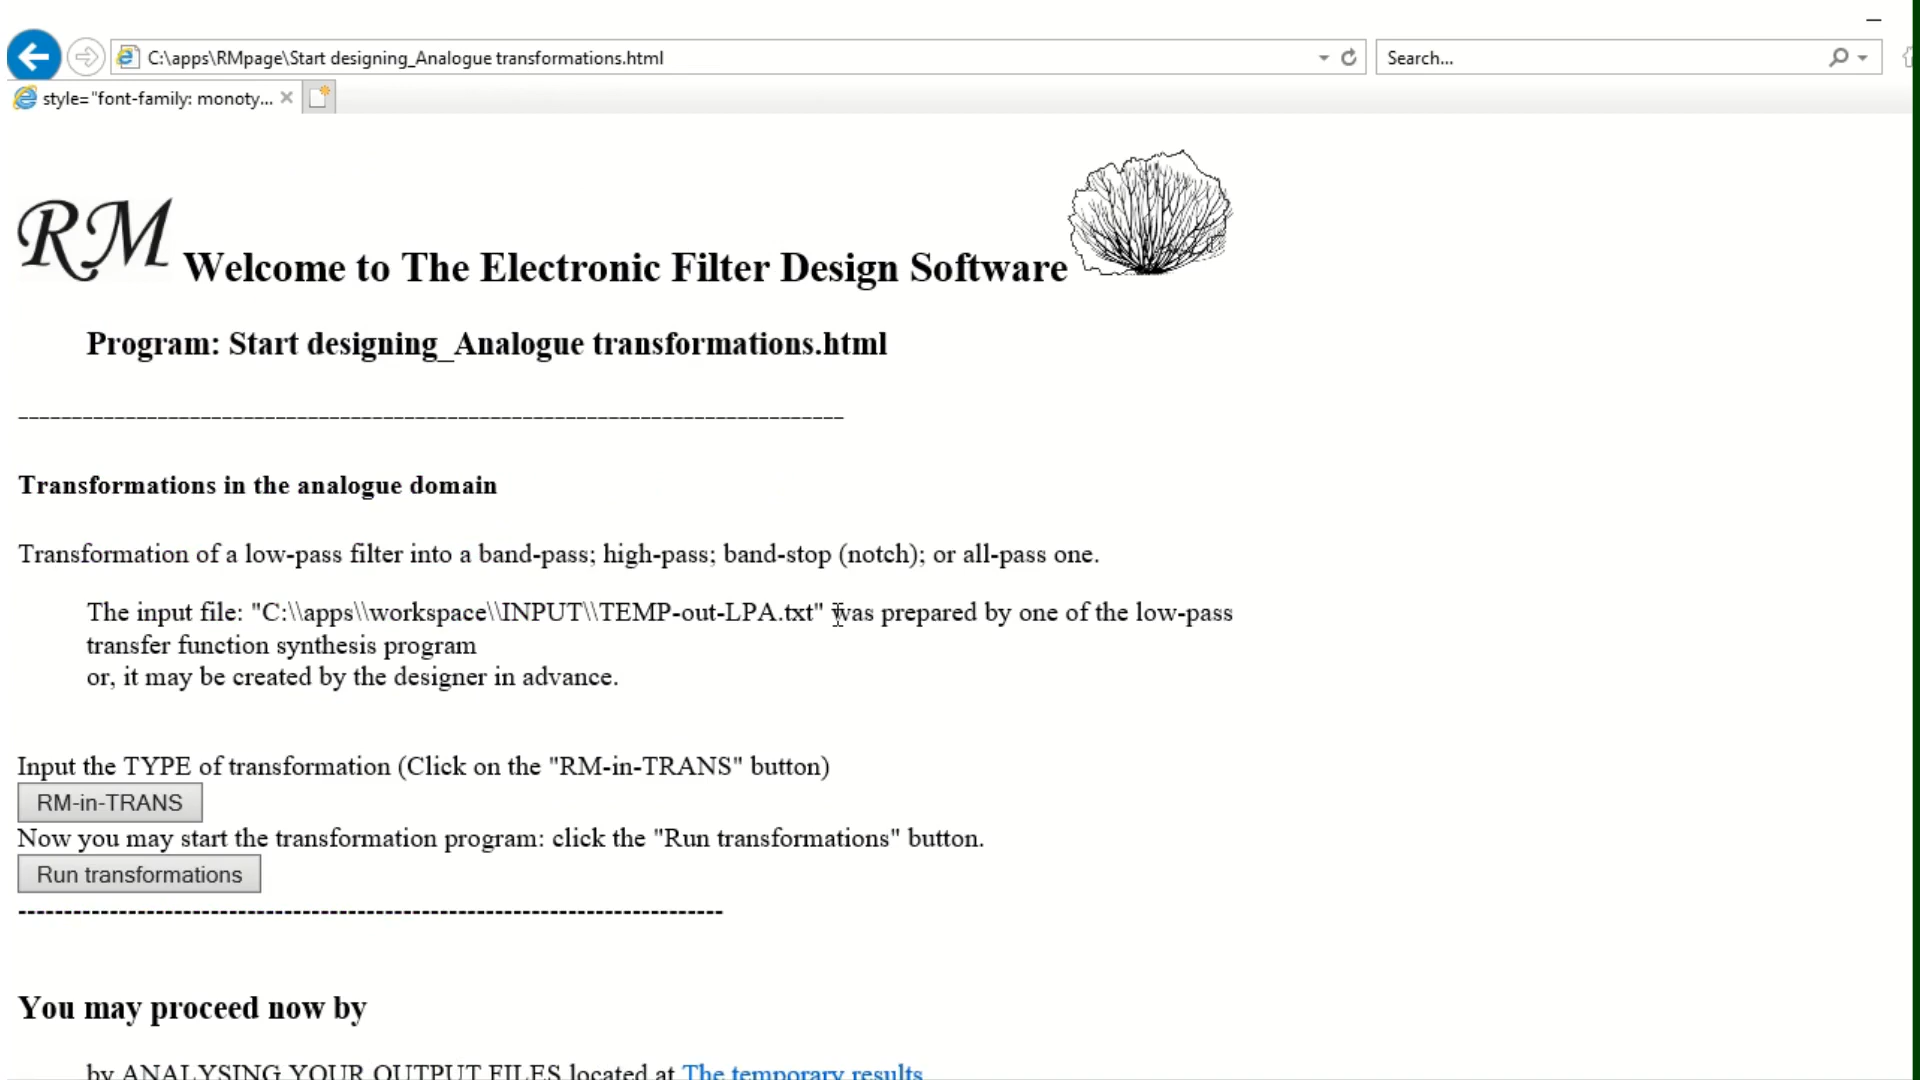 C:\apps\RMpage\Start designing_Analogue transformations.html
Search...
style="font-family: monoty...
RM Welcome to The Electronic Filter Design Software
Program: Start designing_Analogue transformations.html
Transformations in the analogue domain
Transformation of a low-pass filter into a band-pass; high-pass; band-stop (notch); or all-pass one.
The input file: "C:\\apps\\workspace\\INPUT\\TEMP-out-LPA.txt" was prepared by one of the low-pass
transfer function synthesis program
or, it may be created by the designer in advance.
Input the TYPE of transformation (Click on the "RM-in-TRANS" button)
RM-in-TRANS
Now you may start the transformation program: click the "Run transformations" button.
Run transformations
You may proceed now by
by ANALYSING YOUR OUTPUT FILES located at The temporary results